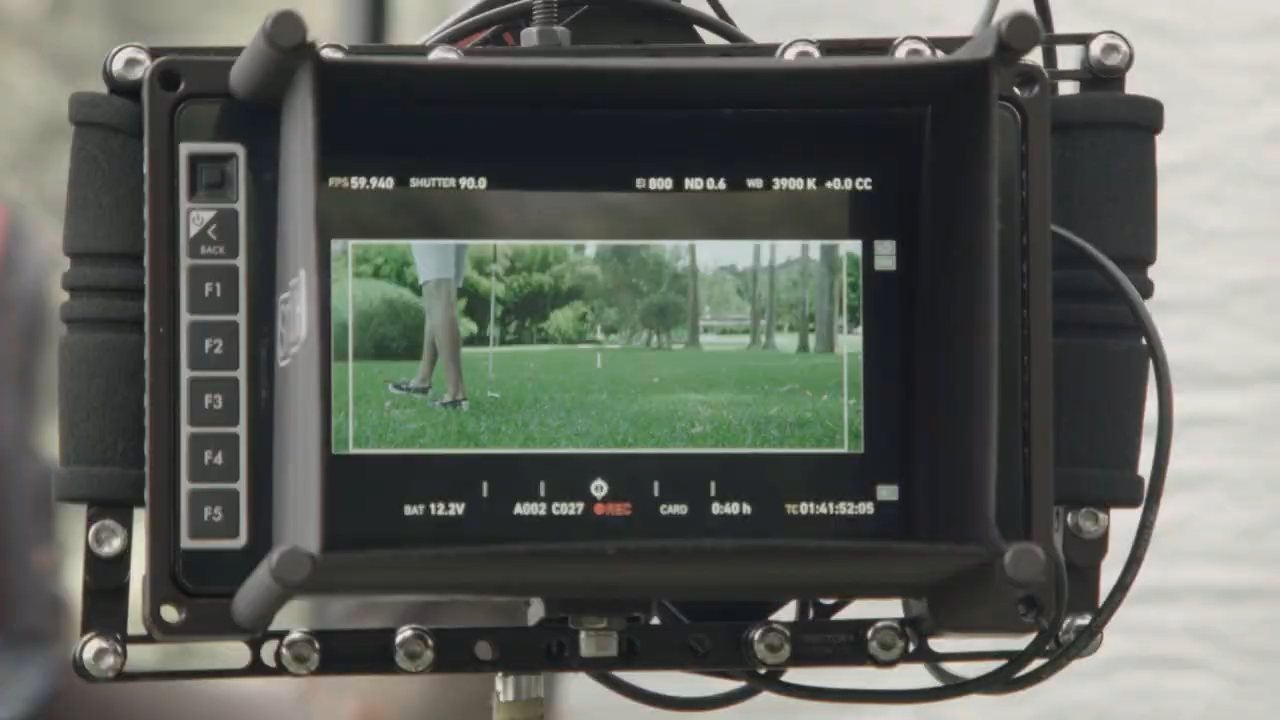 FPS 59.940 SHUTTER 90.0 EI 800 ND 0.6 WB 3900 K +0.0 CC
BACK
F1
F2
F3
F4
F5
BAT 12.2V A002 C027 REC CARD 0:40 h TC 01:41:52:05